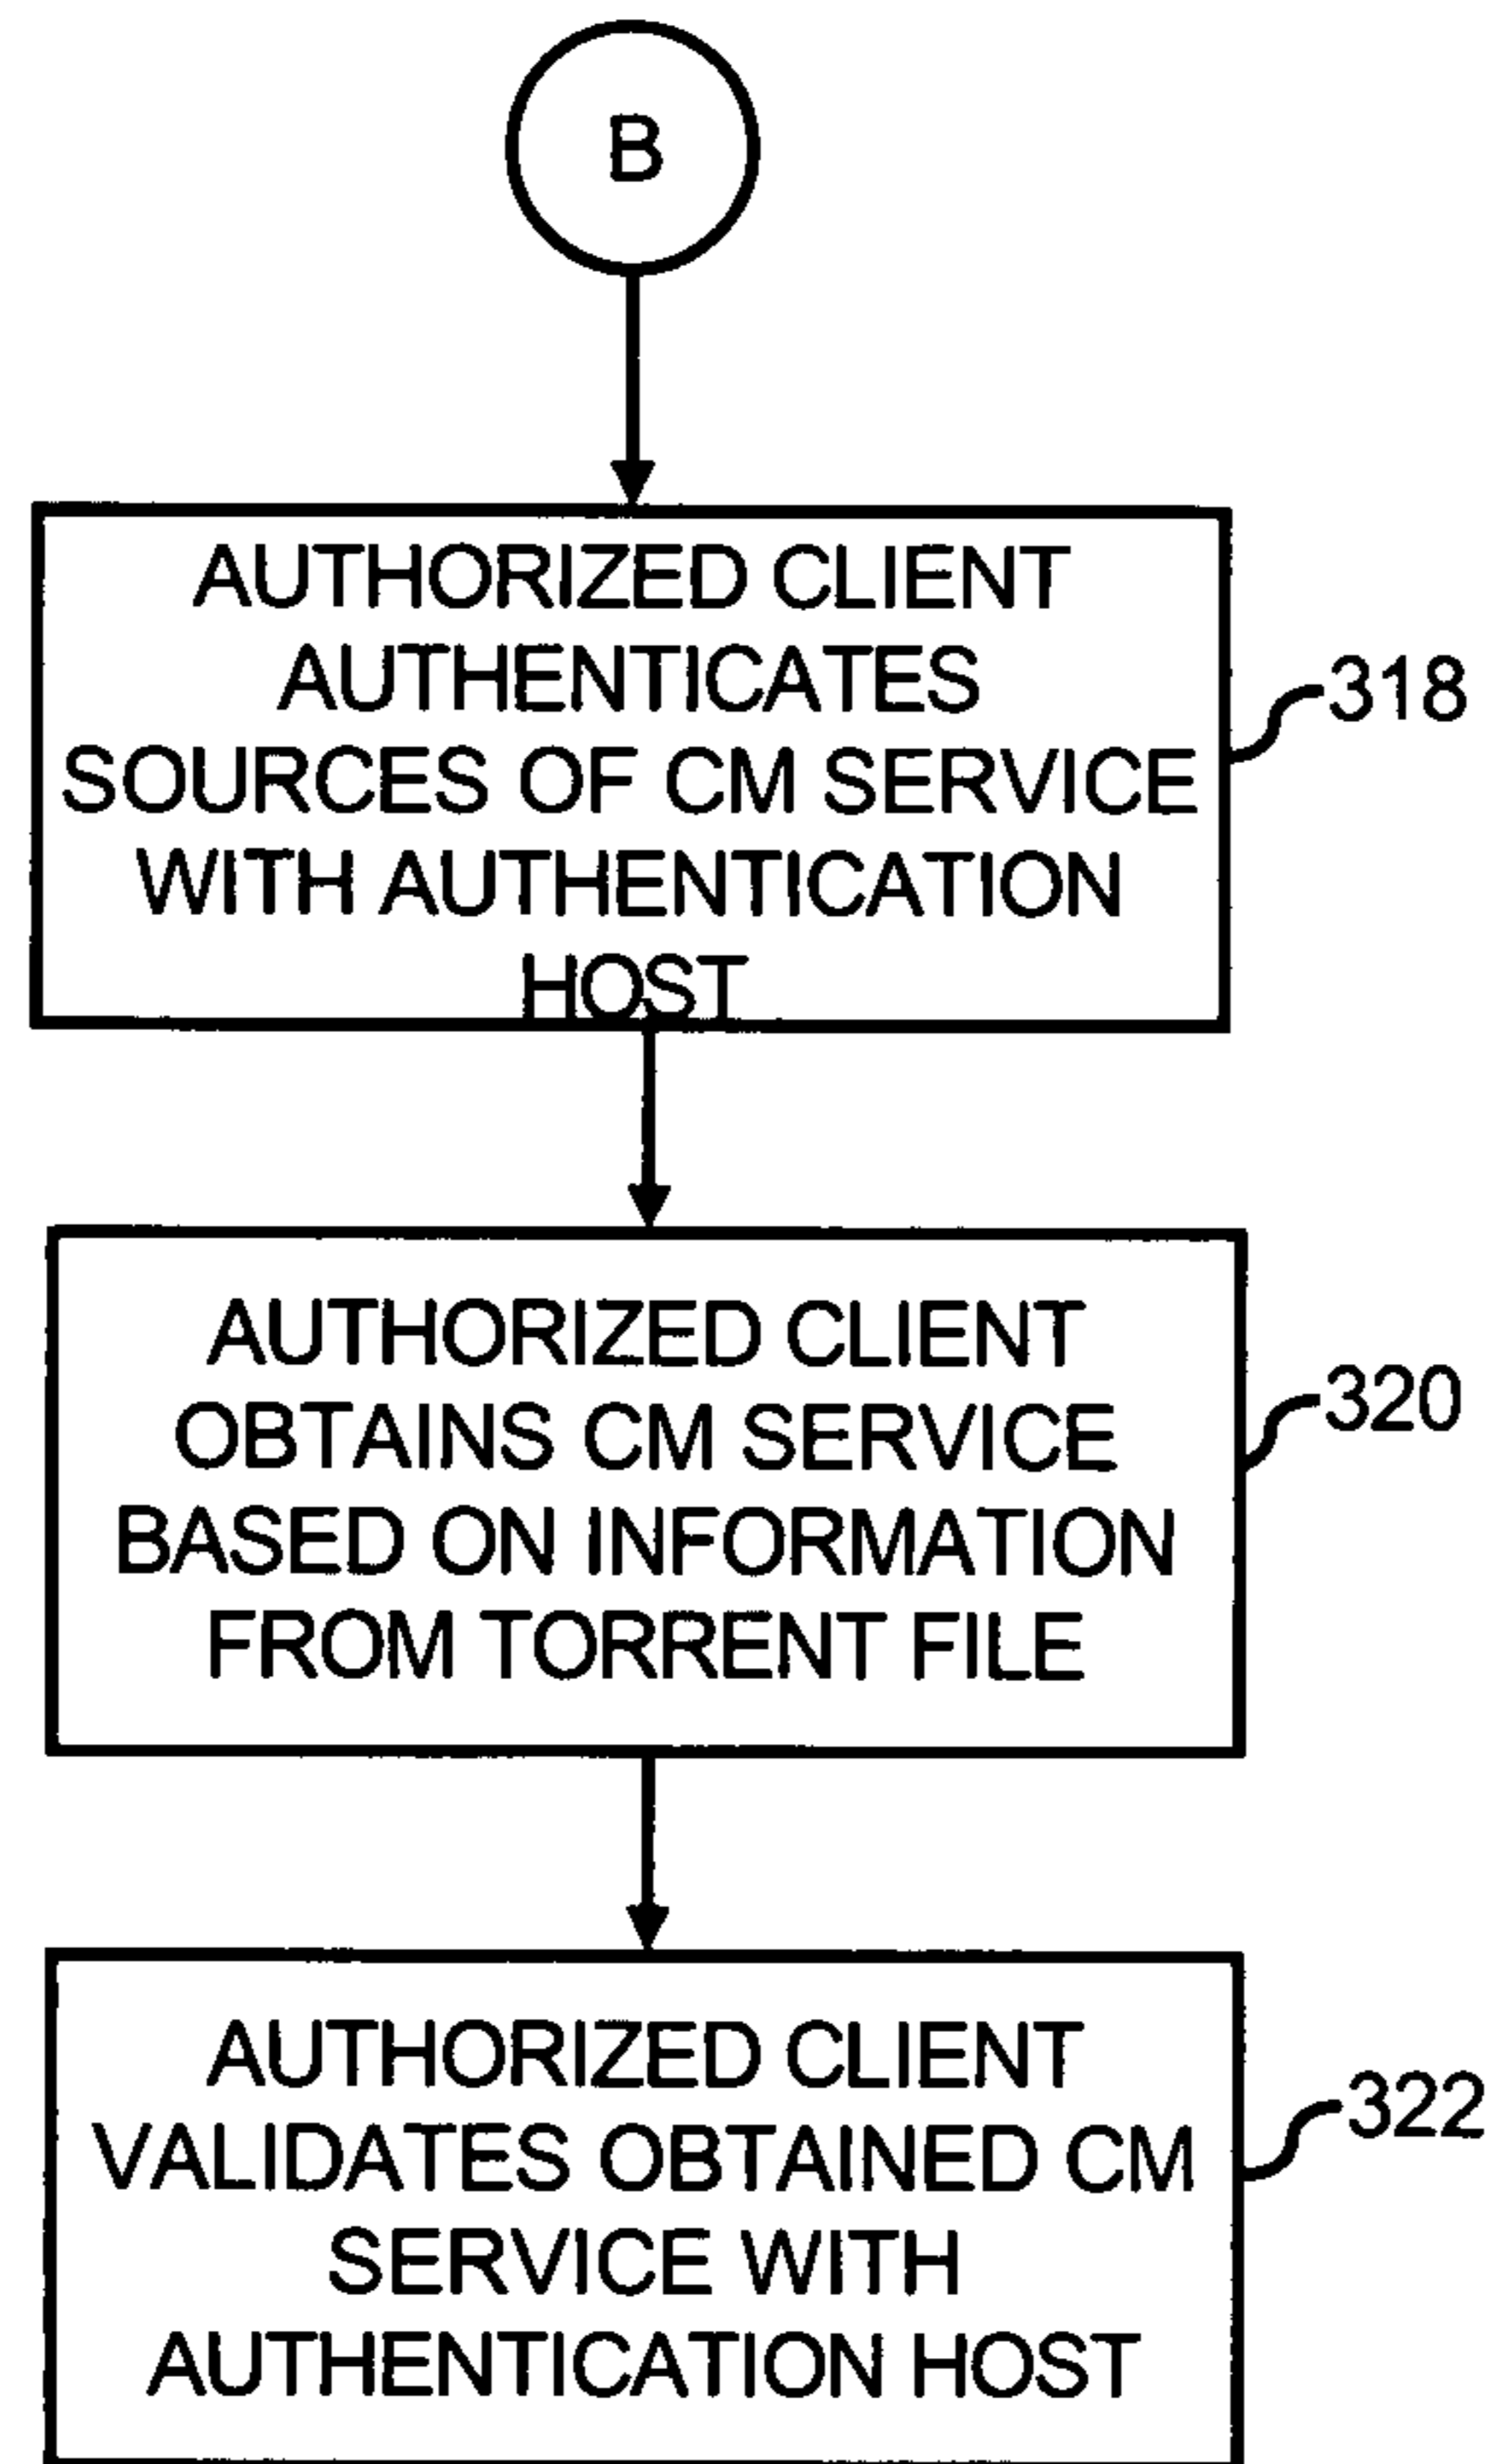 B
AUTHORIZED CLIENT
AUTHENTICATES
SOURCES OF CM SERVICE
WITH AUTHENTICATION
HOST
318
AUTHORIZED CLIENT
OBTAINS CM SERVICE
BASED ON INFORMATION
FROM TORRENT FILE
320
AUTHORIZED CLIENT
VALIDATES OBTAINED CM
SERVICE WITH
AUTHENTICATION HOST
322